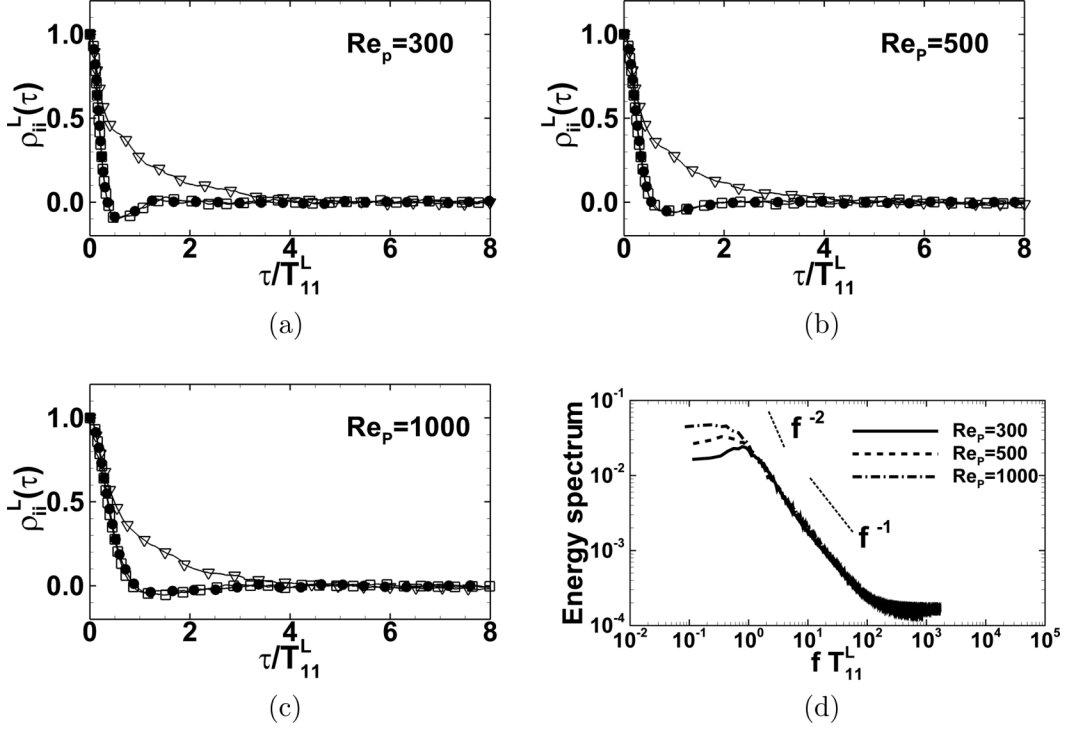 1.0
0.5
0.0
ρ_ii^L(τ)
Re_p=300
0 2 4 6 8
τ/T_11^L
(a)
1.0
0.5
0.0
ρ_ii^L(τ)
Re_P=500
0 2 4 6 8
τ/T_11^L
(b)
1.0
0.5
0.0
ρ_ii^L(τ)
Re_P=1000
0 2 4 6 8
τ/T_11^L
(c)
10^-1
10^-2
10^-3
10^-4
Energy spectrum
f^-2
f^-1
Re_P=300
Re_P=500
Re_P=1000
10^-2 10^-1 10^0 10^1 10^2 10^3 10^4 10^5
f T_11^L
(d)